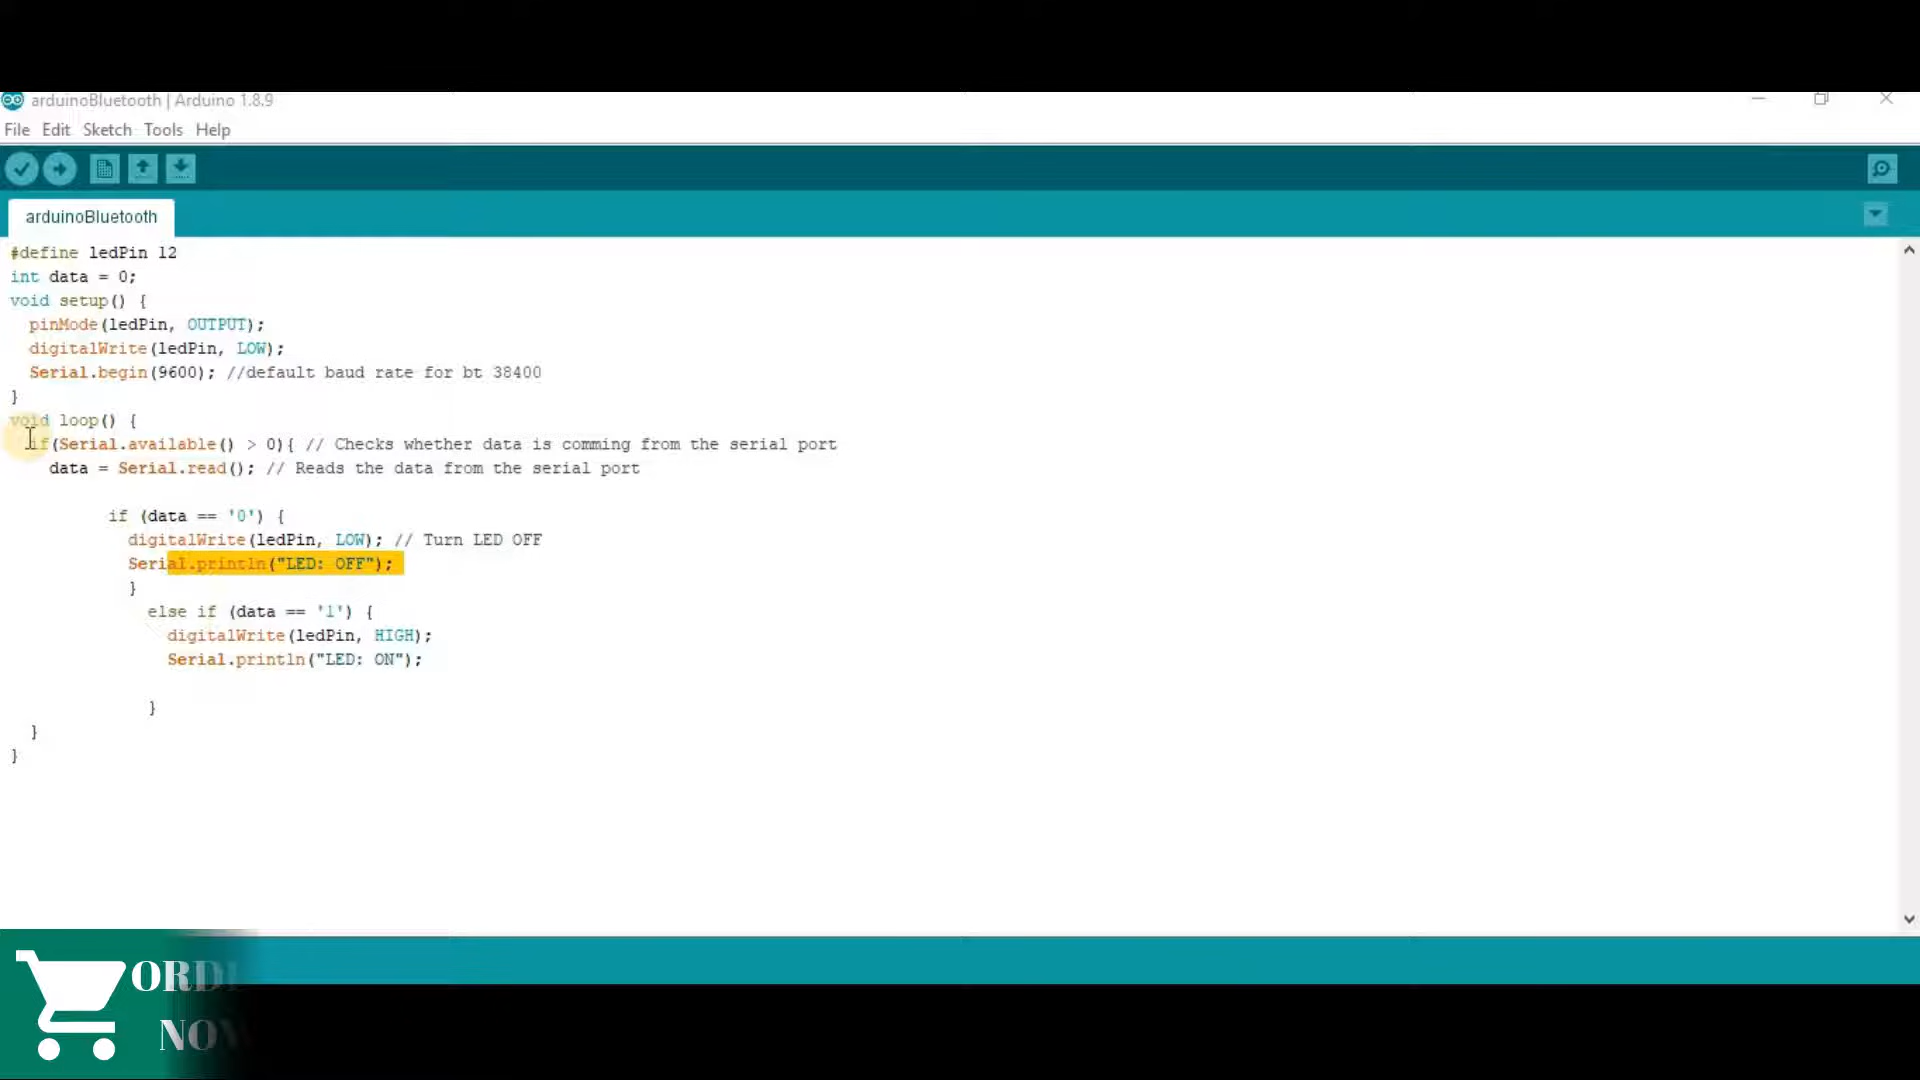 arduinoBluetooth | Arduino 1.8.9
File Edit Sketch Tools Help
arduinoBluetooth
#define ledPin 12
int data = 0;
void setup() {
pinMode(ledPin, OUTPUT);
digitalWrite(ledPin, LOW);
Serial.begin(9600); //default baud rate for bt 38400
}
void loop() {
if(Serial.available() > 0){ // Checks whether data is comming from the serial port
data = Serial.read(); // Reads the data from the serial port
if (data == '0') {
digitalWrite(ledPin, LOW); // Turn LED OFF
Serial.println("LED: OFF");
}
else if (data == '1') {
digitalWrite(ledPin, HIGH);
Serial.println("LED: ON");
}
}
}
NOW